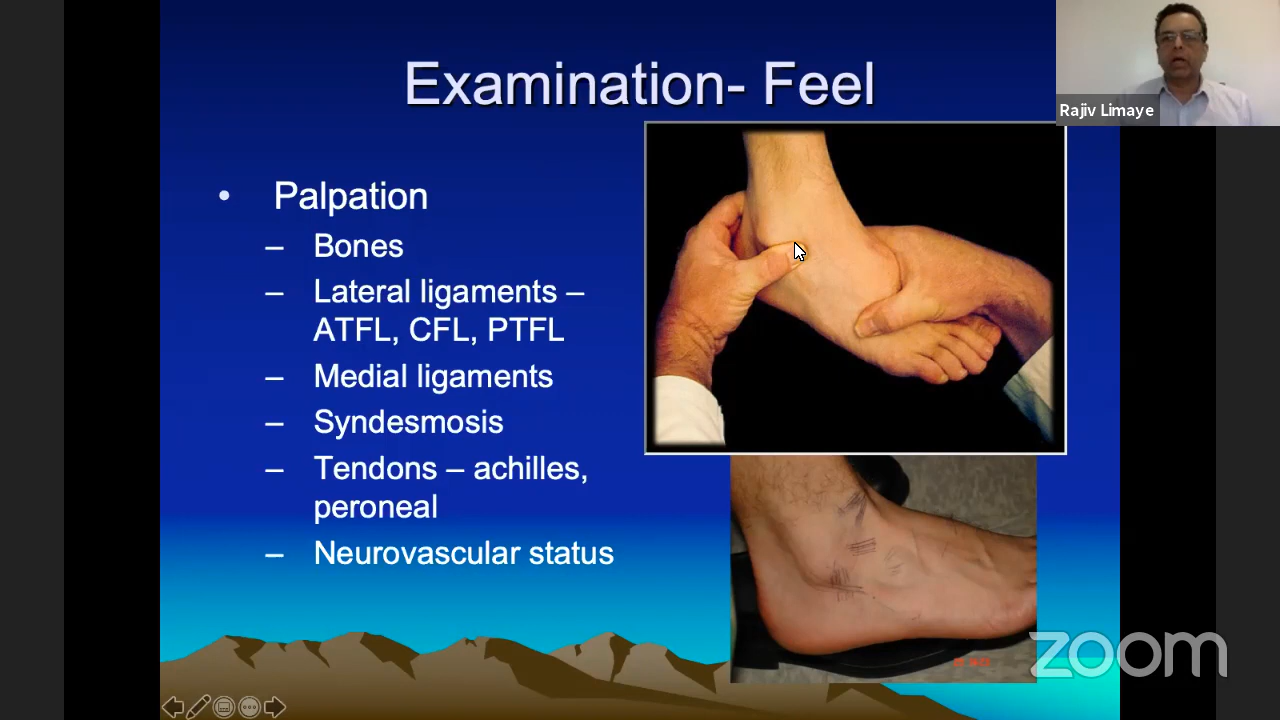 Examination- Feel
Rajiv Limaye
• Palpation
– Bones
– Lateral ligaments –
ATFL, CFL, PTFL
– Medial ligaments
– Syndesmosis
– Tendons – achilles,
peroneal
– Neurovascular status
zoom